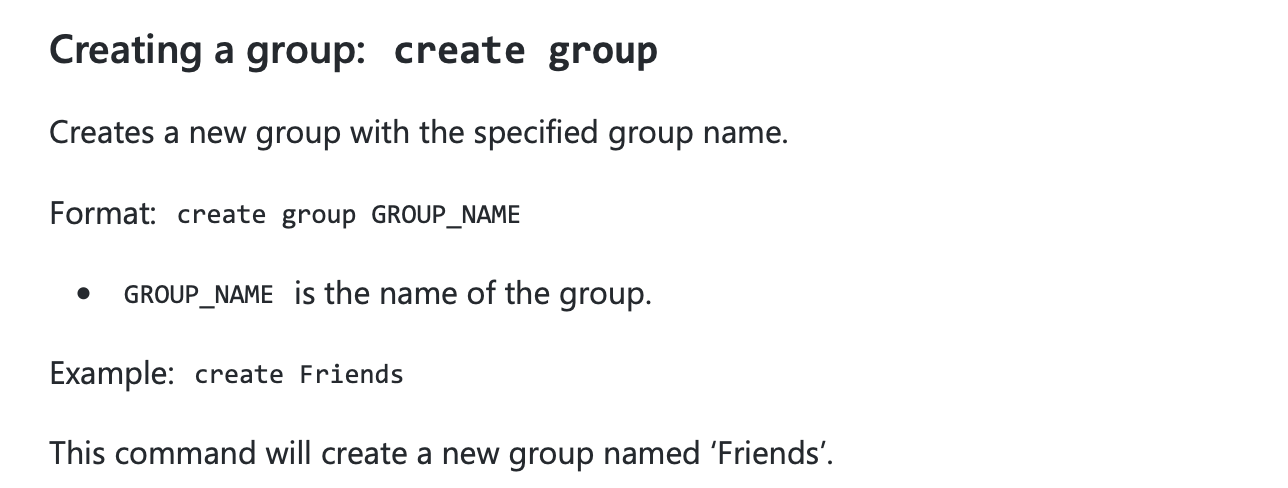 Creating a group: create group
Creates a new group with the specified group name.
Format: create group GROUP_NAME
• GROUP_NAME is the name of the group.
Example: create Friends
This command will create a new group named ‘Friends’.